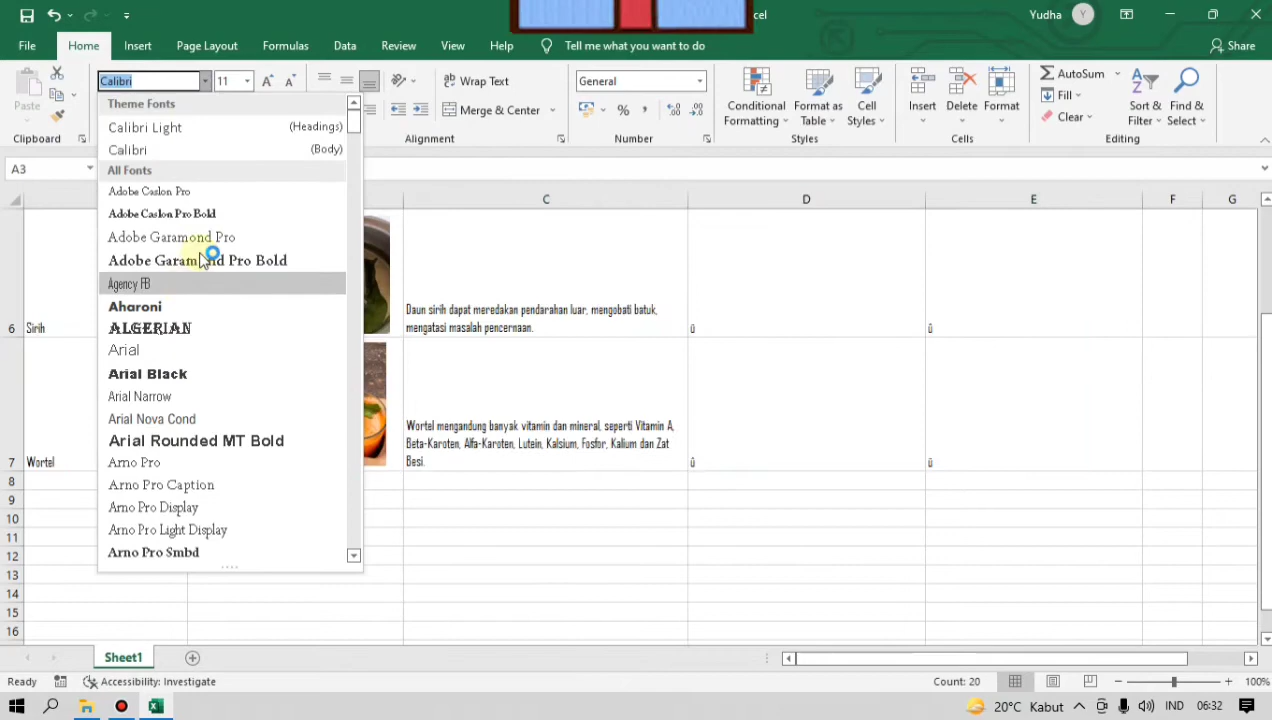 cel
Yudha Y
File Home Insert Page Layout Formulas Data Review View Help Tell me what you want to do Share
Paste
Clipboard
Calibri 11
Wrap Text
Merge & Center
Alignment
General
%
Number
Conditional Formatting
Format as Table
Cell Styles
Styles
Insert Delete Format
Cells
AutoSum
Fill
Clear
Sort & Filter
Find & Select
Editing
A3
Theme Fonts
Calibri Light (Headings)
Calibri (Body)
All Fonts
Adobe Caslon Pro
Adobe Caslon Pro Bold
Adobe Garamond Pro
Adobe Garamond Pro Bold
Agency FB
Aharoni
ALGERIAN
Arial
Arial Black
Arial Narrow
Arial Nova Cond
Arial Rounded MT Bold
Arno Pro
Arno Pro Caption
Arno Pro Display
Arno Pro Light Display
Arno Pro Smbd
C D E F G
Daun sirih dapat meredakan pendarahan luar, mengobati batuk,
6 Sirih mengatasi masalah pencernaan. ü ü
Wortel mengandung banyak vitamin dan mineral, seperti Vitamin A,
Beta-Karoten, Alfa-Karoten, Lutein, Kalsium, Fosfor, Kalium dan Zat
7 Wortel Besi. ü ü
8
9
10
11
12
13
14
15
16
Sheet1
Ready Accessibility: Investigate Count: 20 100%
20°C Kabut IND 06:32